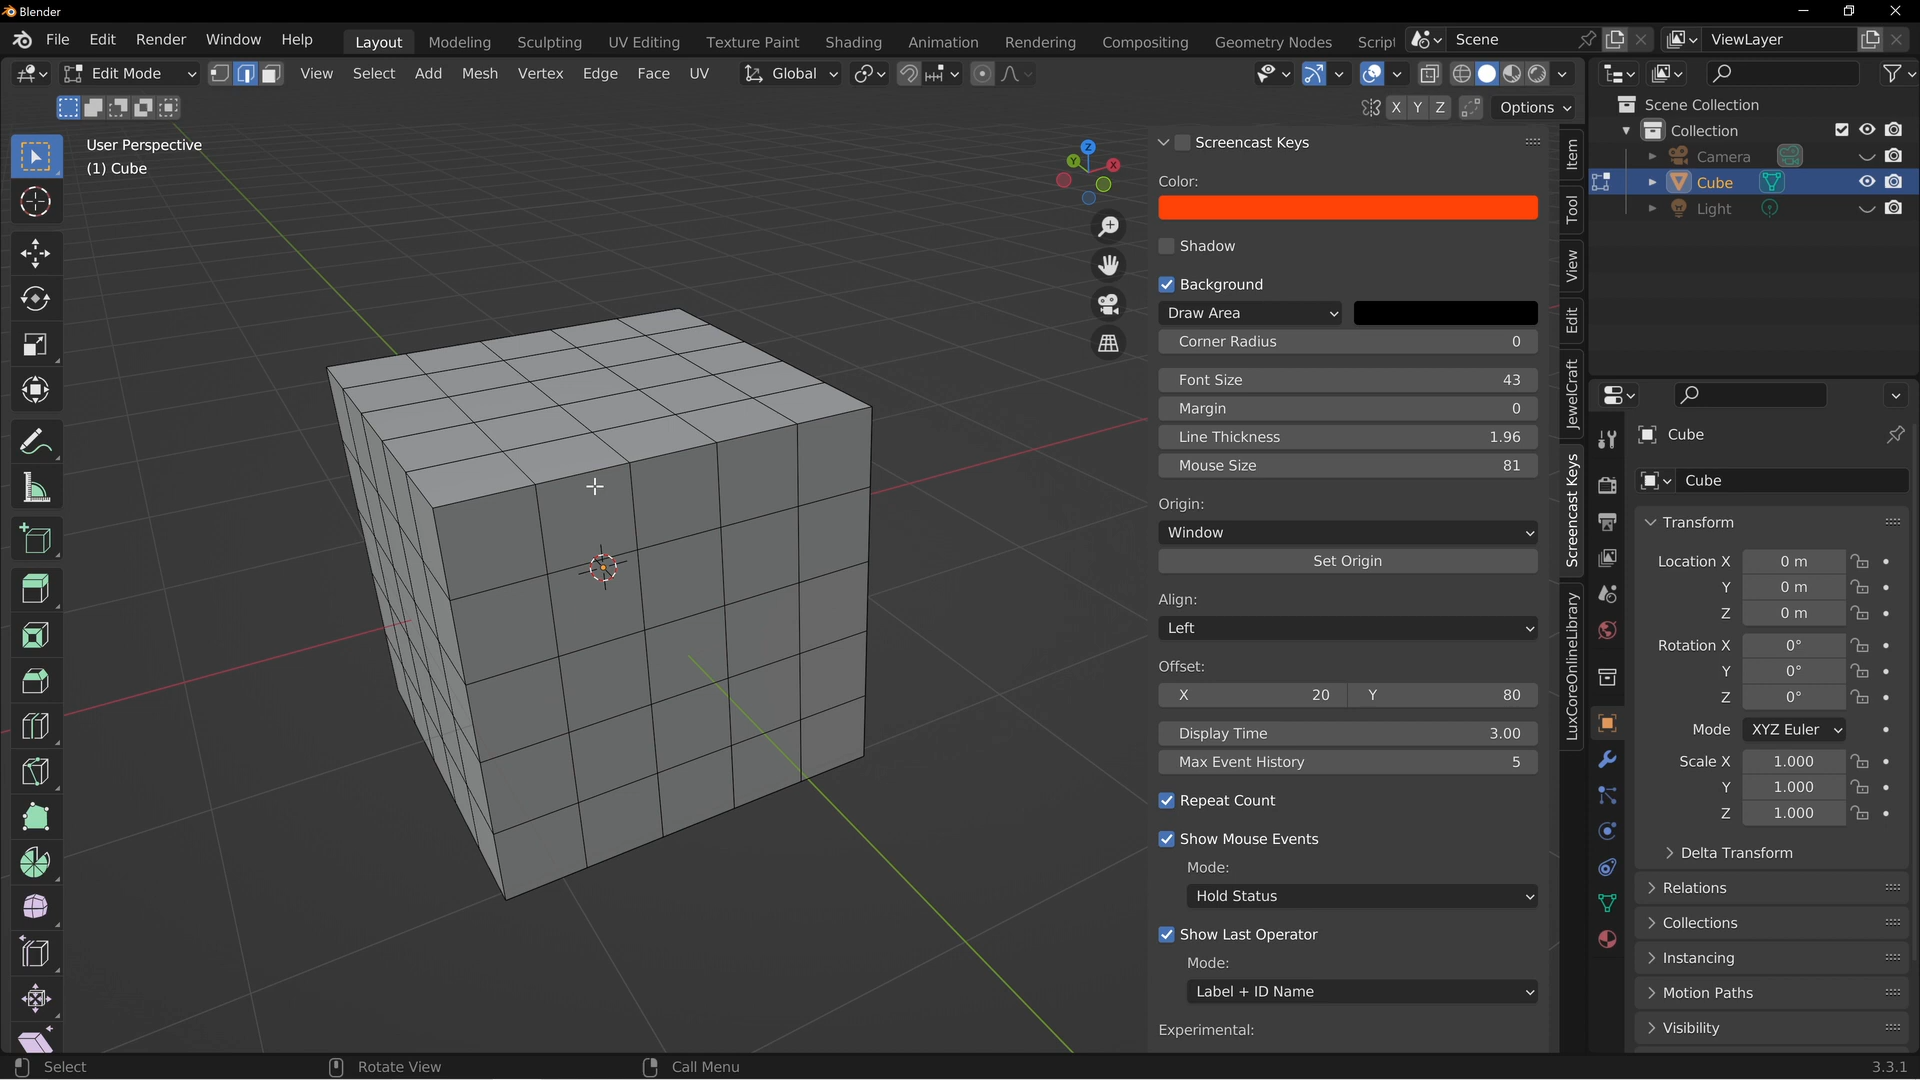 Blender
File Edit Render Window Help Layout Modeling Sculpting UV Editing Texture Paint Shading Animation Rendering Compositing Geometry Nodes Script Scene ViewLayer
Edit Mode View Select Add Mesh Vertex Edge Face UV Global
X Y Z Options
User Perspective
(1) Cube
Z
Y
X
Screencast Keys
Color:
Shadow
Background
Draw Area
Corner Radius 0
Font Size 43
Margin 0
Line Thickness 1.96
Mouse Size 81
Origin:
Window
Set Origin
Align:
Left
Offset:
X 20 Y 80
Display Time 3.00
Max Event History 5
Repeat Count
Show Mouse Events
Mode:
Hold Status
Show Last Operator
Mode:
Label + ID Name
Experimental:
Item
Tool
View
Edit
JewelCraft
Screencast Keys
LuxCoreOnlineLibrary
Scene Collection
Collection
Camera
Cube
Light
Cube
Cube
Transform
Location X 0 m
Y 0 m
Z 0 m
Rotation X 0°
Y 0°
Z 0°
Mode XYZ Euler
Scale X 1.000
Y 1.000
Z 1.000
Delta Transform
Relations
Collections
Instancing
Motion Paths
Visibility
Select Rotate View Call Menu 3.3.1